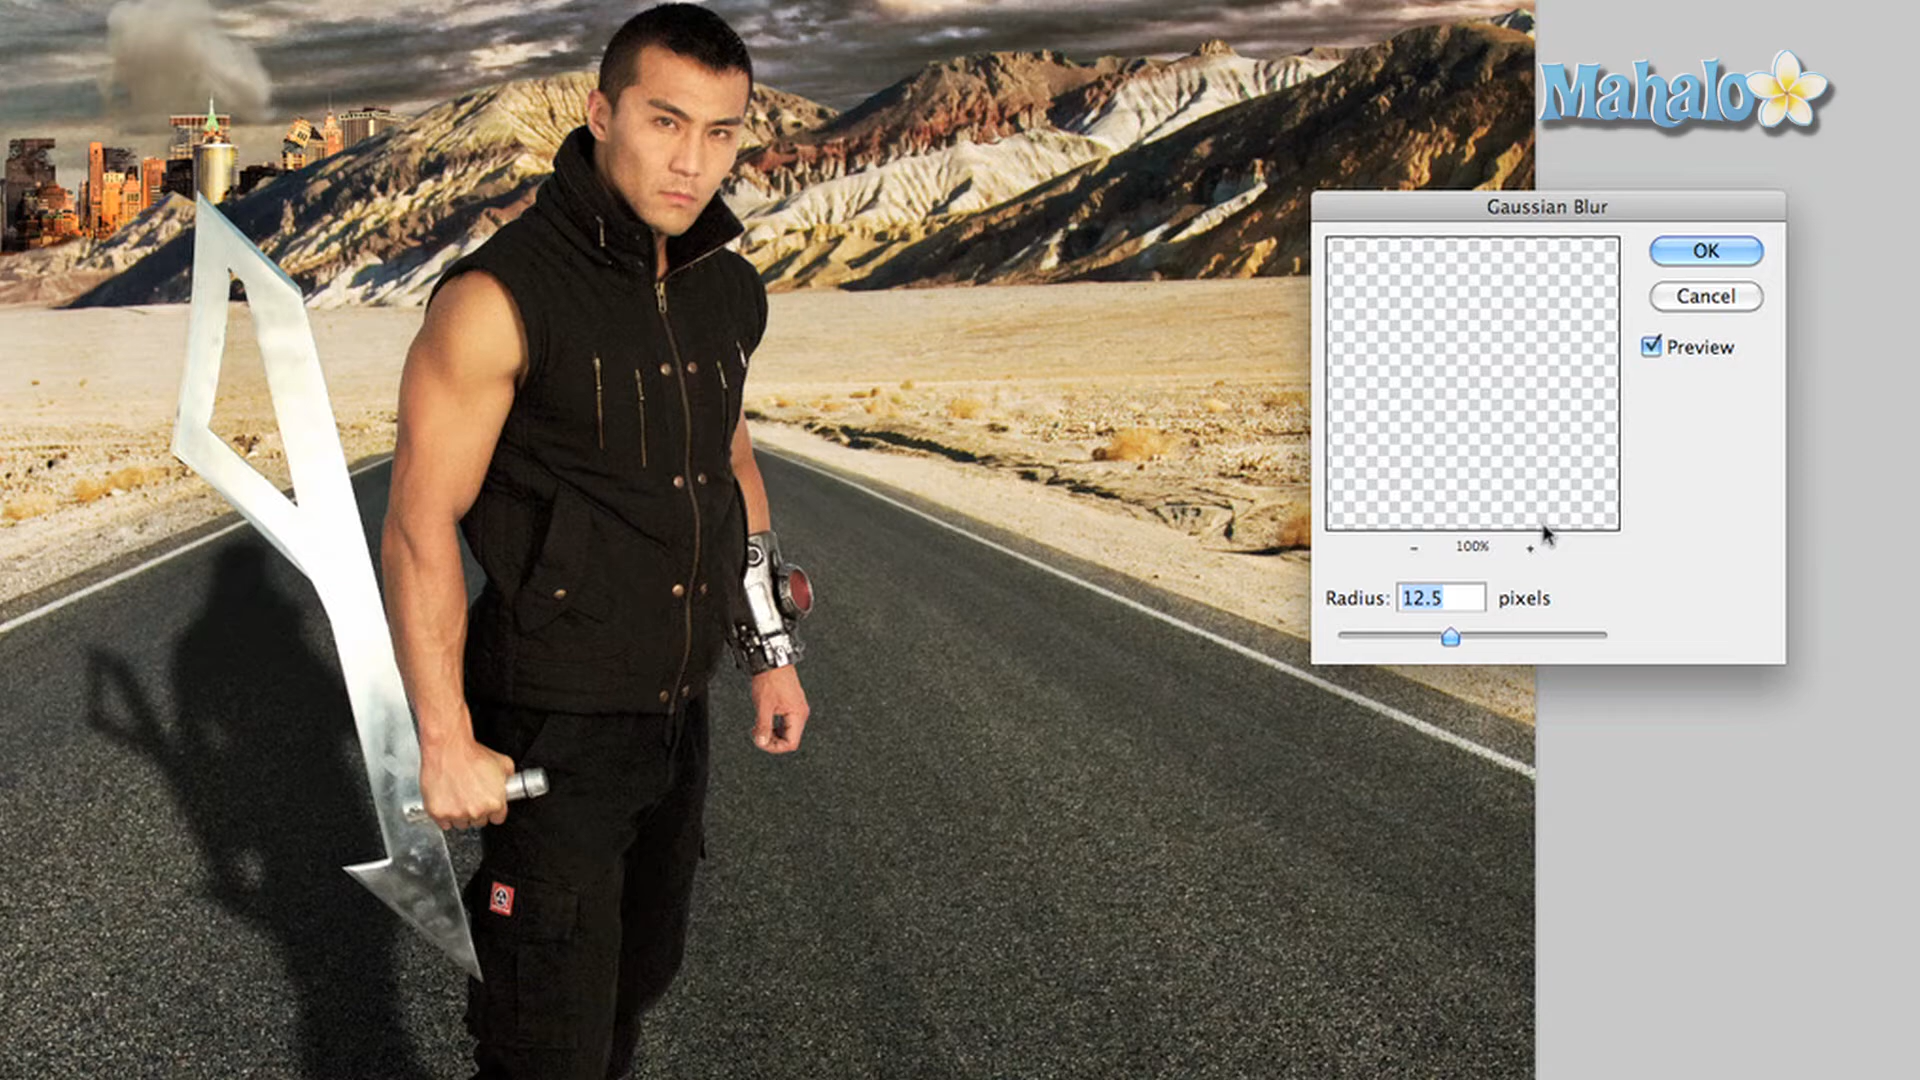 Mahalo
Gaussian Blur
OK
Cancel
Preview
- 100% +
Radius: 12.5 pixels